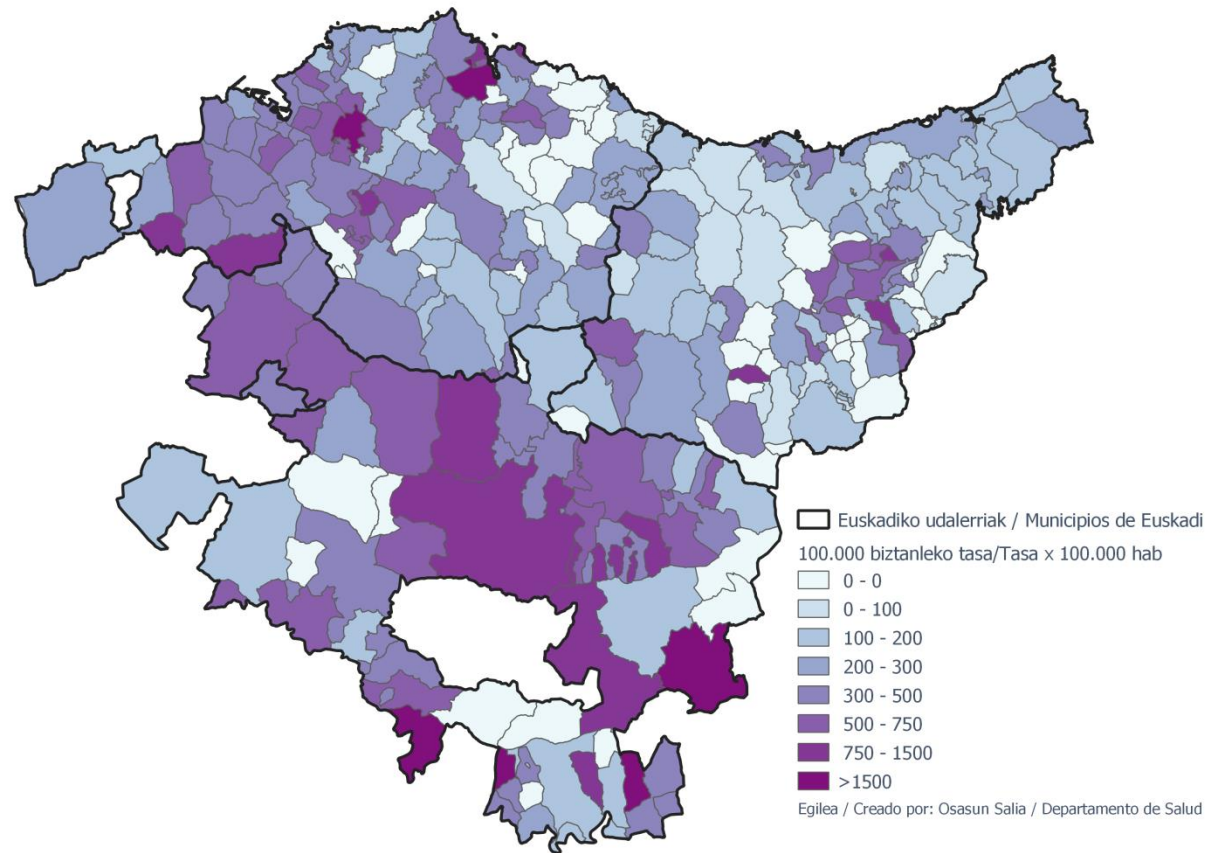 Euskadiko udalerriak / Municipios de Euskadi
100.000 biztanleko tasa/Tasa x 100.000 hab
0 - 0
0 - 100
100 - 200
200 - 300
300 - 500
500 - 750
750 - 1500
>1500
Egilea / Creado por: Osasun Salia / Departamento de Salud